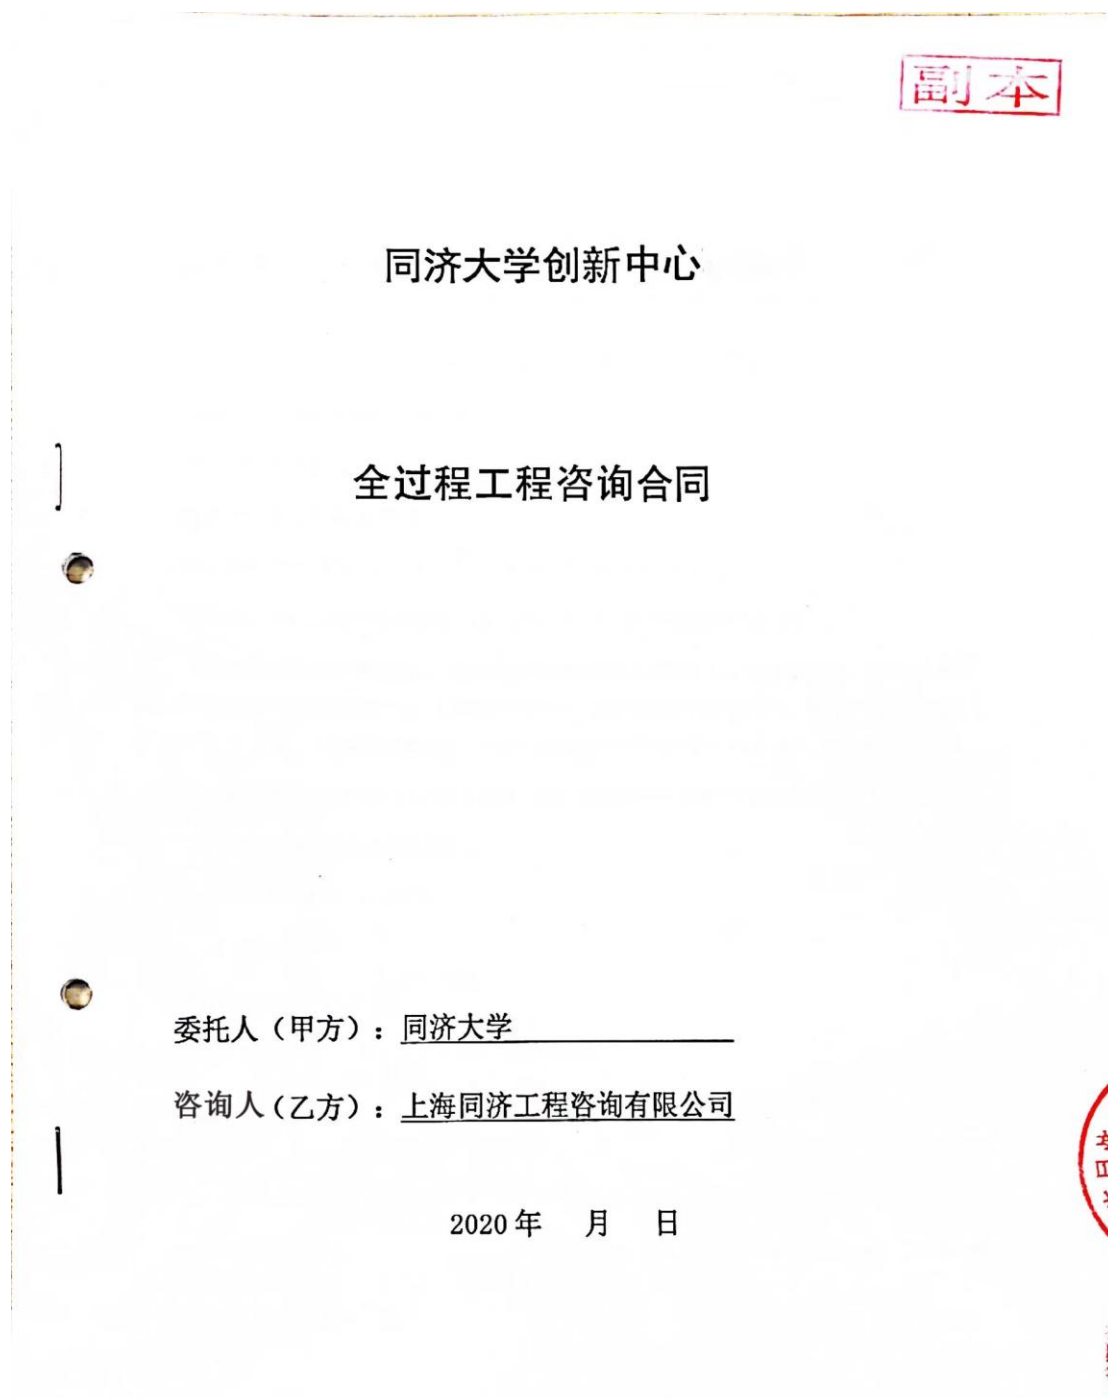 副本
同济大学创新中心
全过程工程咨询合同
委托人（甲方）：同济大学
咨询人（乙方）：上海同济工程咨询有限公司
2020年 月 日